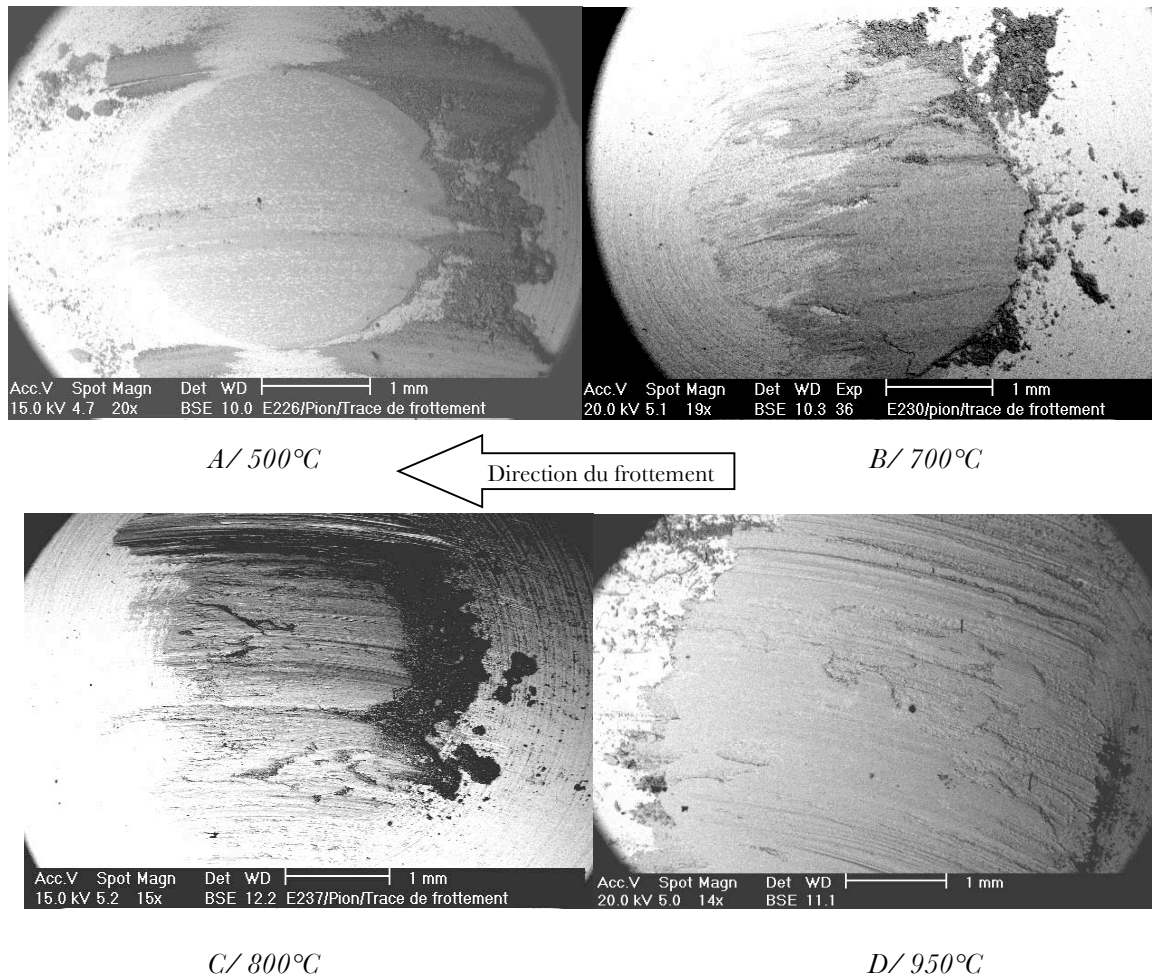 Acc.V Spot Magn Det WD 1 mm
15.0 kV 4.7 20x BSE 10.0 E226/Pion/Trace de frottement
Acc.V Spot Magn Det WD Exp 1 mm
20.0 kV 5.1 19x BSE 10.3 36 E230/pion/trace de frottement
A/ 500°C
Direction du frottement
B/ 700°C
Acc.V Spot Magn Det WD 1 mm
15.0 kV 5.2 15x BSE 12.2 E237/Pion/Trace de frottement
Acc.V Spot Magn Det WD 1 mm
20.0 kV 5.0 14x BSE 11.1
C/ 800°C
D/ 950°C